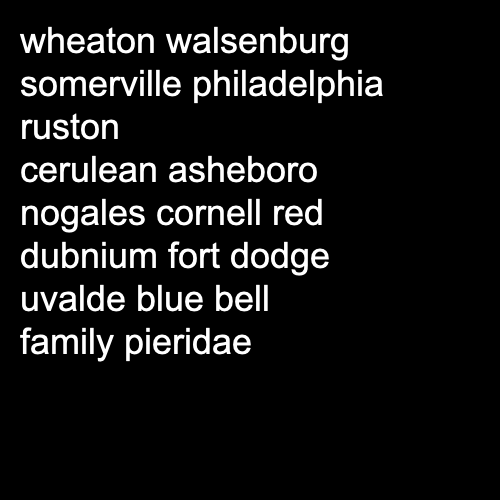 wheaton walsenburg
somerville philadelphia
ruston
cerulean asheboro
nogales cornell red
dubnium fort dodge
uvalde blue bell
family pieridae